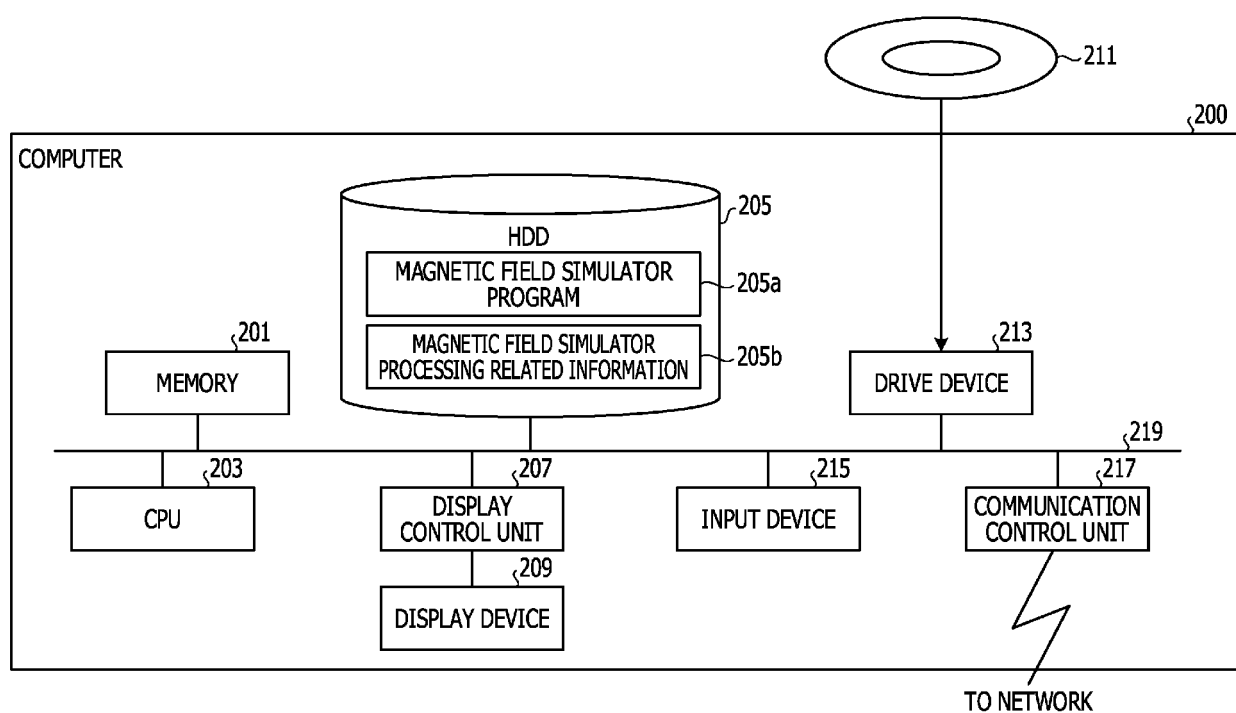 211
200
COMPUTER
205
HDD
MAGNETIC FIELD SIMULATOR
PROGRAM
205a
MAGNETIC FIELD SIMULATOR
PROCESSING RELATED INFORMATION
205b
201
MEMORY
213
DRIVE DEVICE
219
203
CPU
207
DISPLAY
CONTROL UNIT
215
INPUT DEVICE
217
COMMUNICATION
CONTROL UNIT
209
DISPLAY DEVICE
TO NETWORK